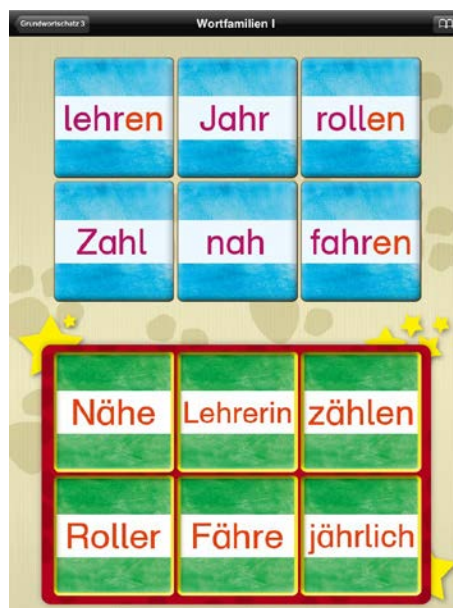 Grundwortschatz 3 Wortfamilien I
lehren Jahr rollen
Zahl nah fahren
Nähe Lehrerin zählen
Roller Fähre jährlich